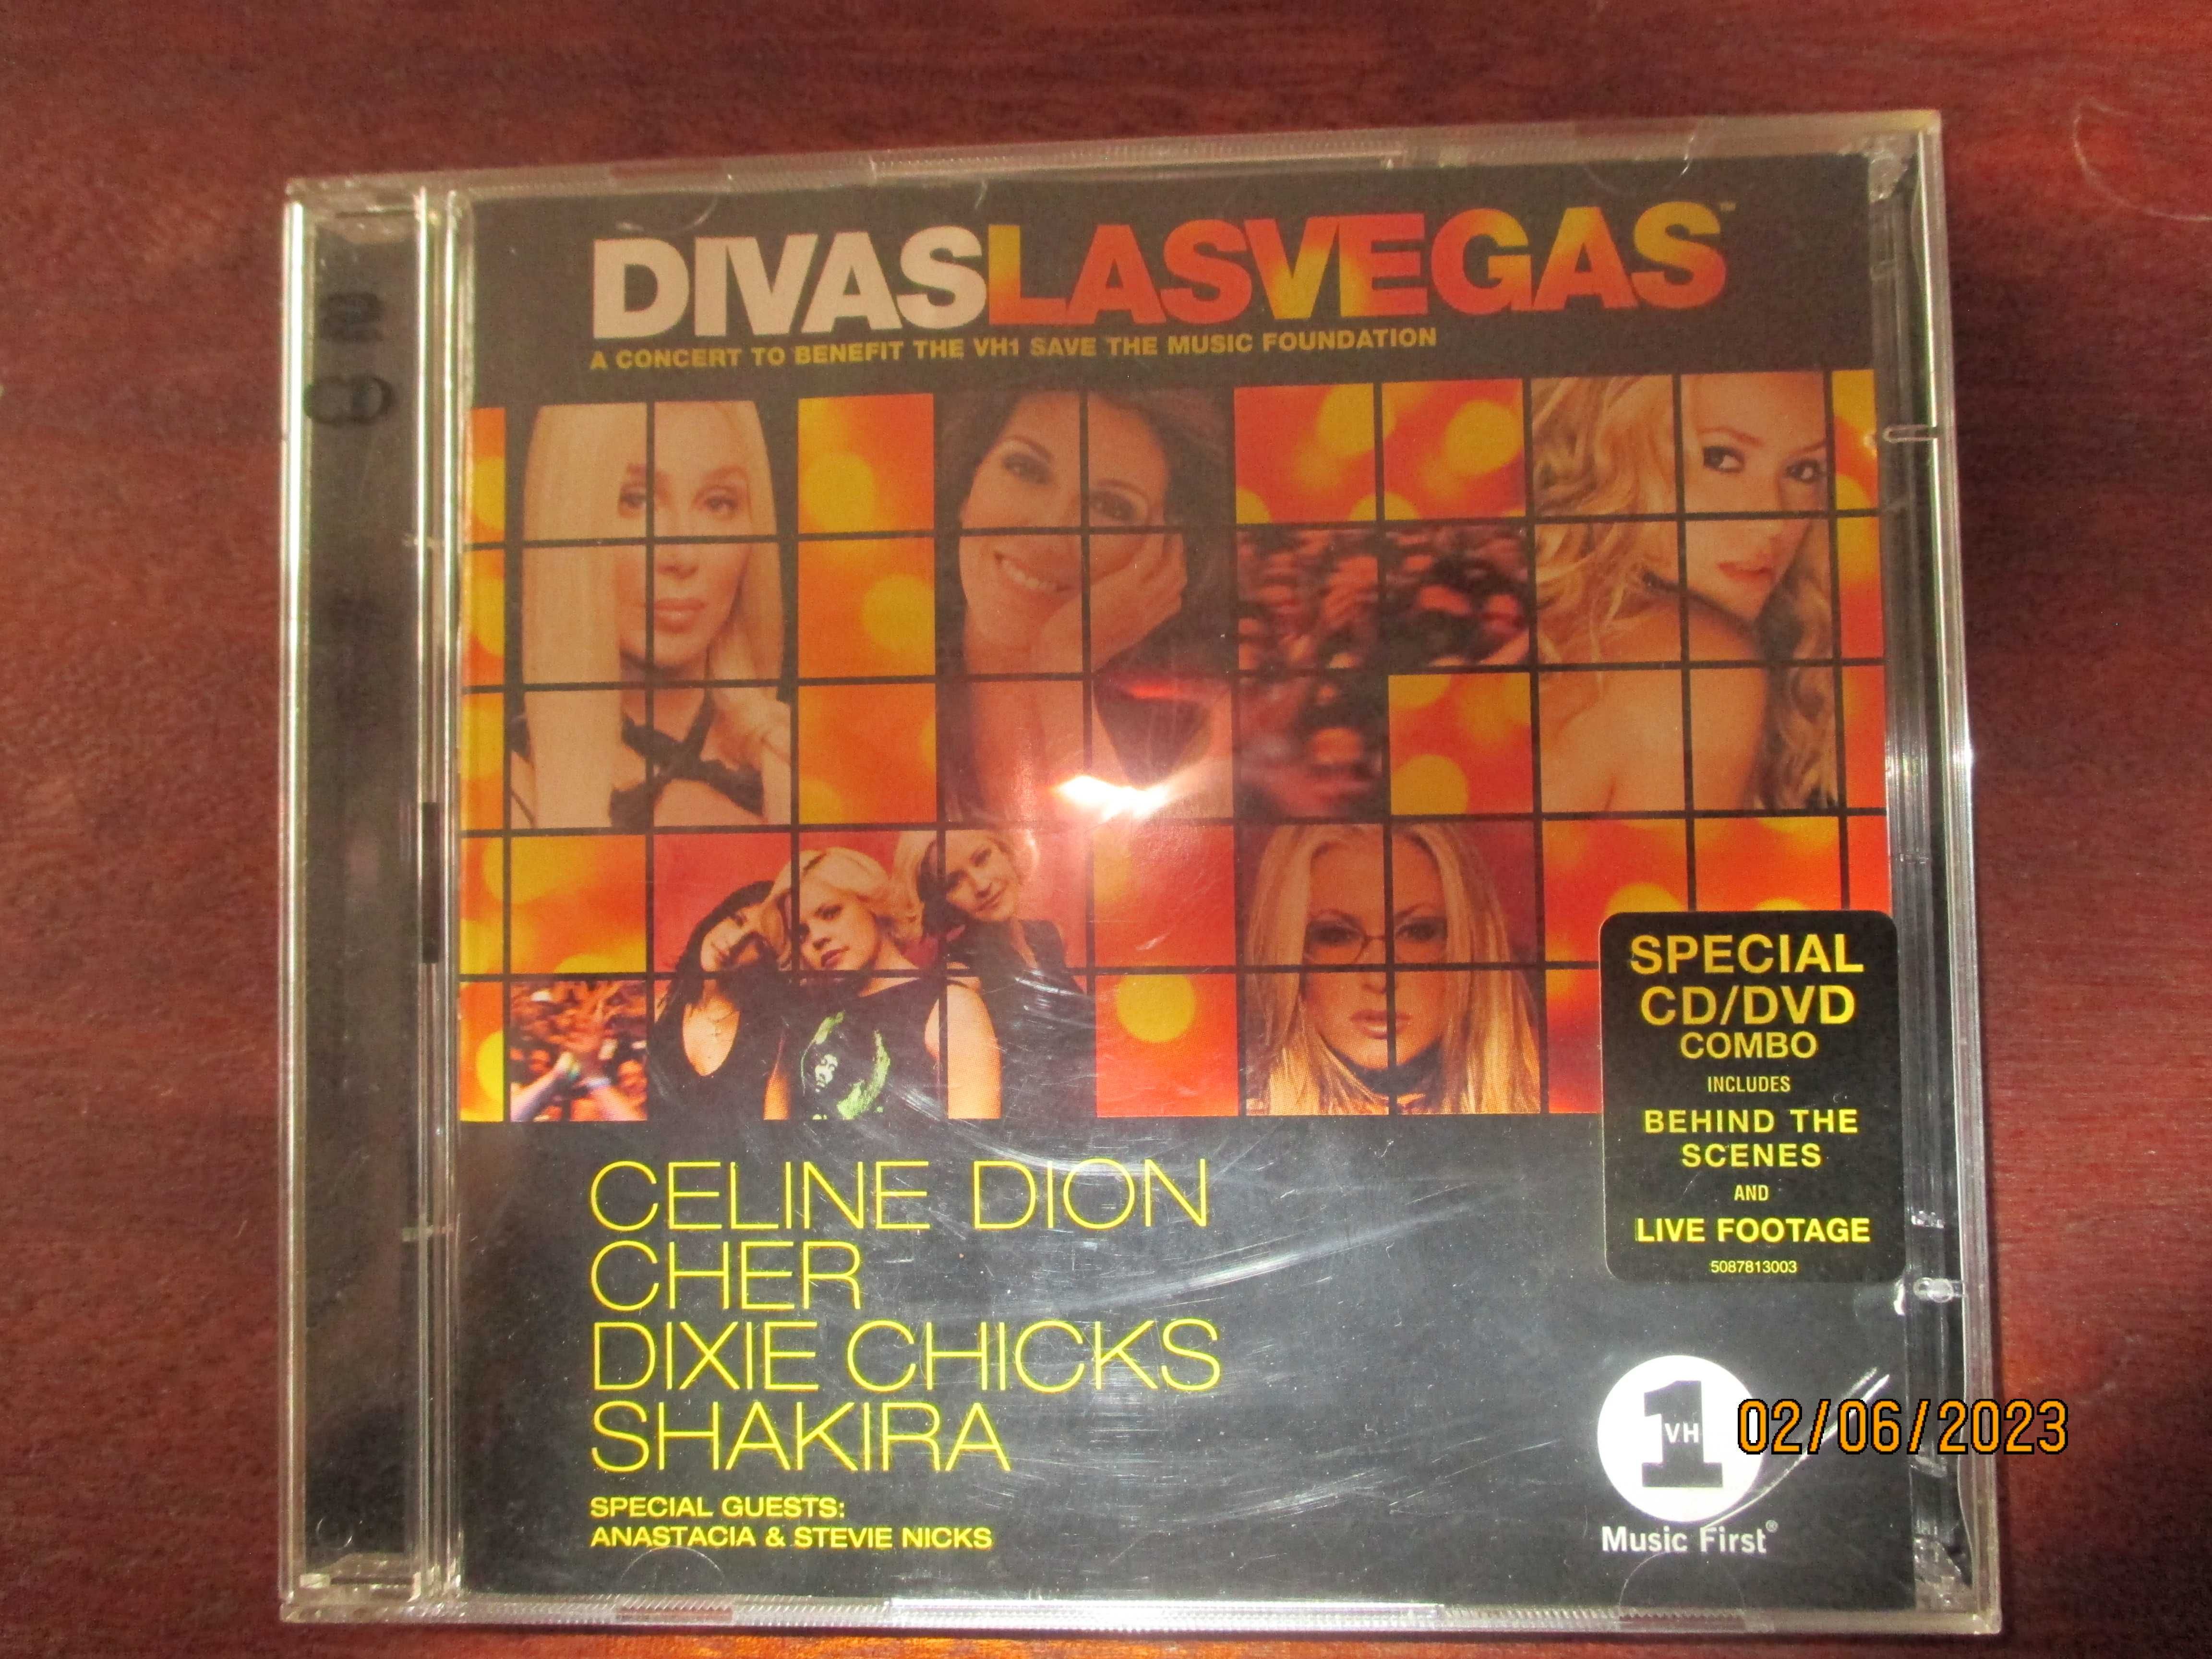 DIVASLASVEGAS™
A CONCERT TO BENEFIT THE VH1 SAVE THE MUSIC FOUNDATION
SPECIAL
CD/DVD
COMBO
INCLUDES
BEHIND THE
SCENES
AND
LIVE FOOTAGE
5087813003
CELINE DION
CHER
DIXIE CHICKS
SHAKIRA
SPECIAL GUESTS:
ANASTACIA & STEVIE NICKS
VH1
Music First®
2
CD
02/06/2023